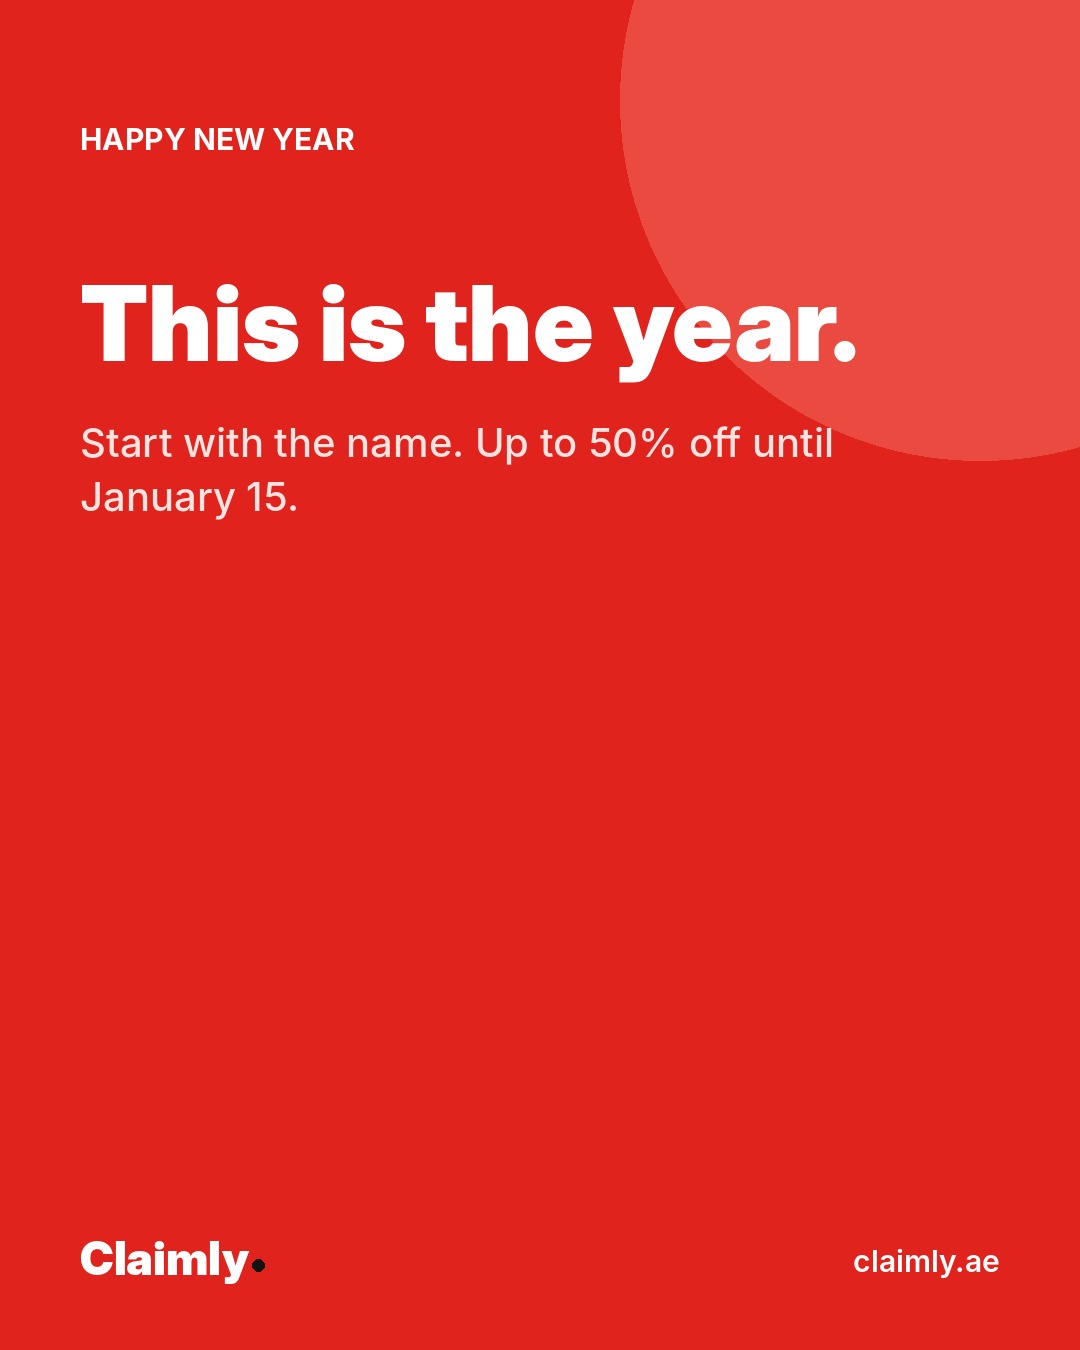 HAPPY NEW YEAR
This is the year.
Start with the name. Up to 50% off until
January 15.
Claimly.
claimly.ae